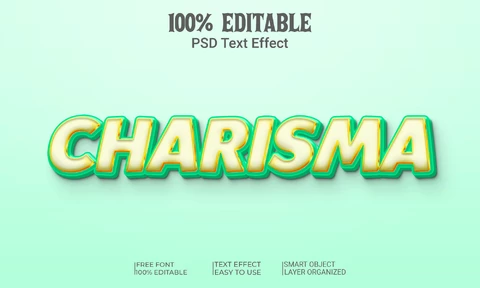 100% EDITABLE
PSD Text Effect
CHARISMA
FREE FONT
100% EDITABLE
TEXT EFFECT
EASY TO USE
SMART OBJECT
LAYER ORGANIZED